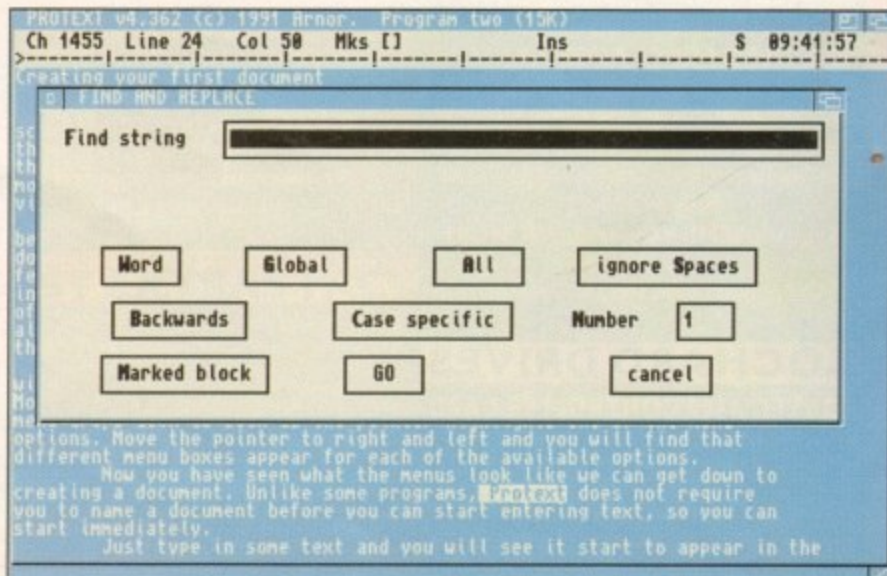 PROTEXT v4.362 (c) 1991 Arnor. Program two (15K)
Ch 1455 Line 24 Col 50 Mks [] Ins S 09:41:57
Creating your first document
FIND AND REPLACE
Find string
Word Global All ignore Spaces
Backwards Case specific Number 1
Marked block GO cancel
options. Move the pointer to right and left and you will find that
different menu boxes appear for each of the available options.
Now you have seen what the menus look like we can get down to
creating a document. Unlike some programs, Protext does not require
you to name a document before you can start entering text, so you can
start immediately.
Just type in some text and you will see it start to appear in the